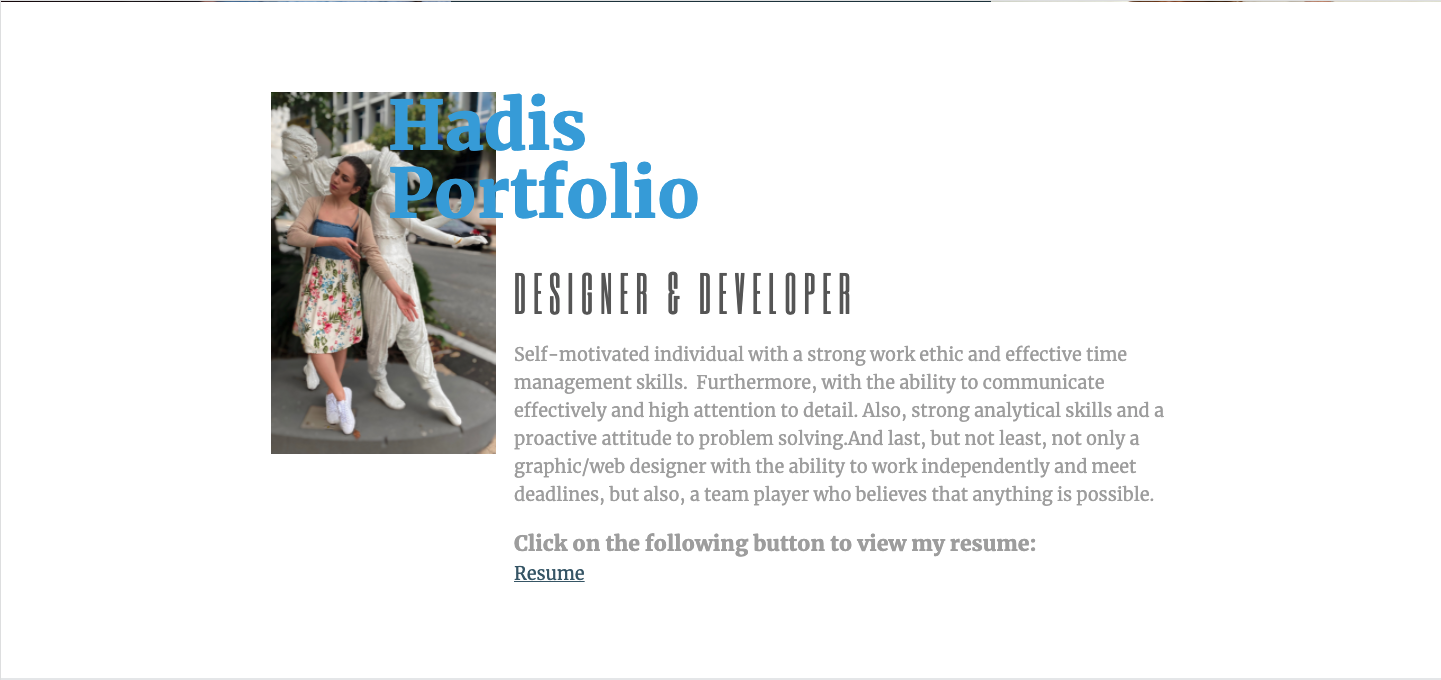 Hadis
Portfolio
DESIGNER & DEVELOPER
Self-motivated individual with a strong work ethic and effective time
management skills.  Furthermore, with the ability to communicate
effectively and high attention to detail. Also, strong analytical skills and a
proactive attitude to problem solving.And last, but not least, not only a
graphic/web designer with the ability to work independently and meet
deadlines, but also, a team player who believes that anything is possible.
Click on the following button to view my resume:
Resume